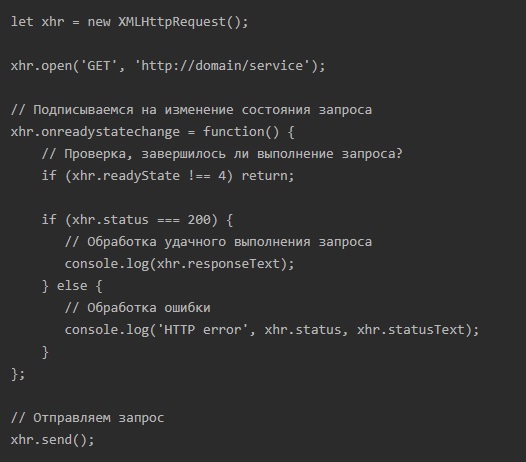 let xhr = new XMLHttpRequest();
xhr.open('GET', 'http://domain/service');
// Подписываемся на изменение состояния запроса
xhr.onreadystatechange = function() {
// Проверка, завершилось ли выполнение запроса?
if (xhr.readyState !== 4) return;
if (xhr.status === 200) {
// Обработка удачного выполнения запроса
console.log(xhr.responseText);
} else {
// Обработка ошибки
console.log('HTTP error', xhr.status, xhr.statusText);
}
};
// Отправляем запрос
xhr.send();